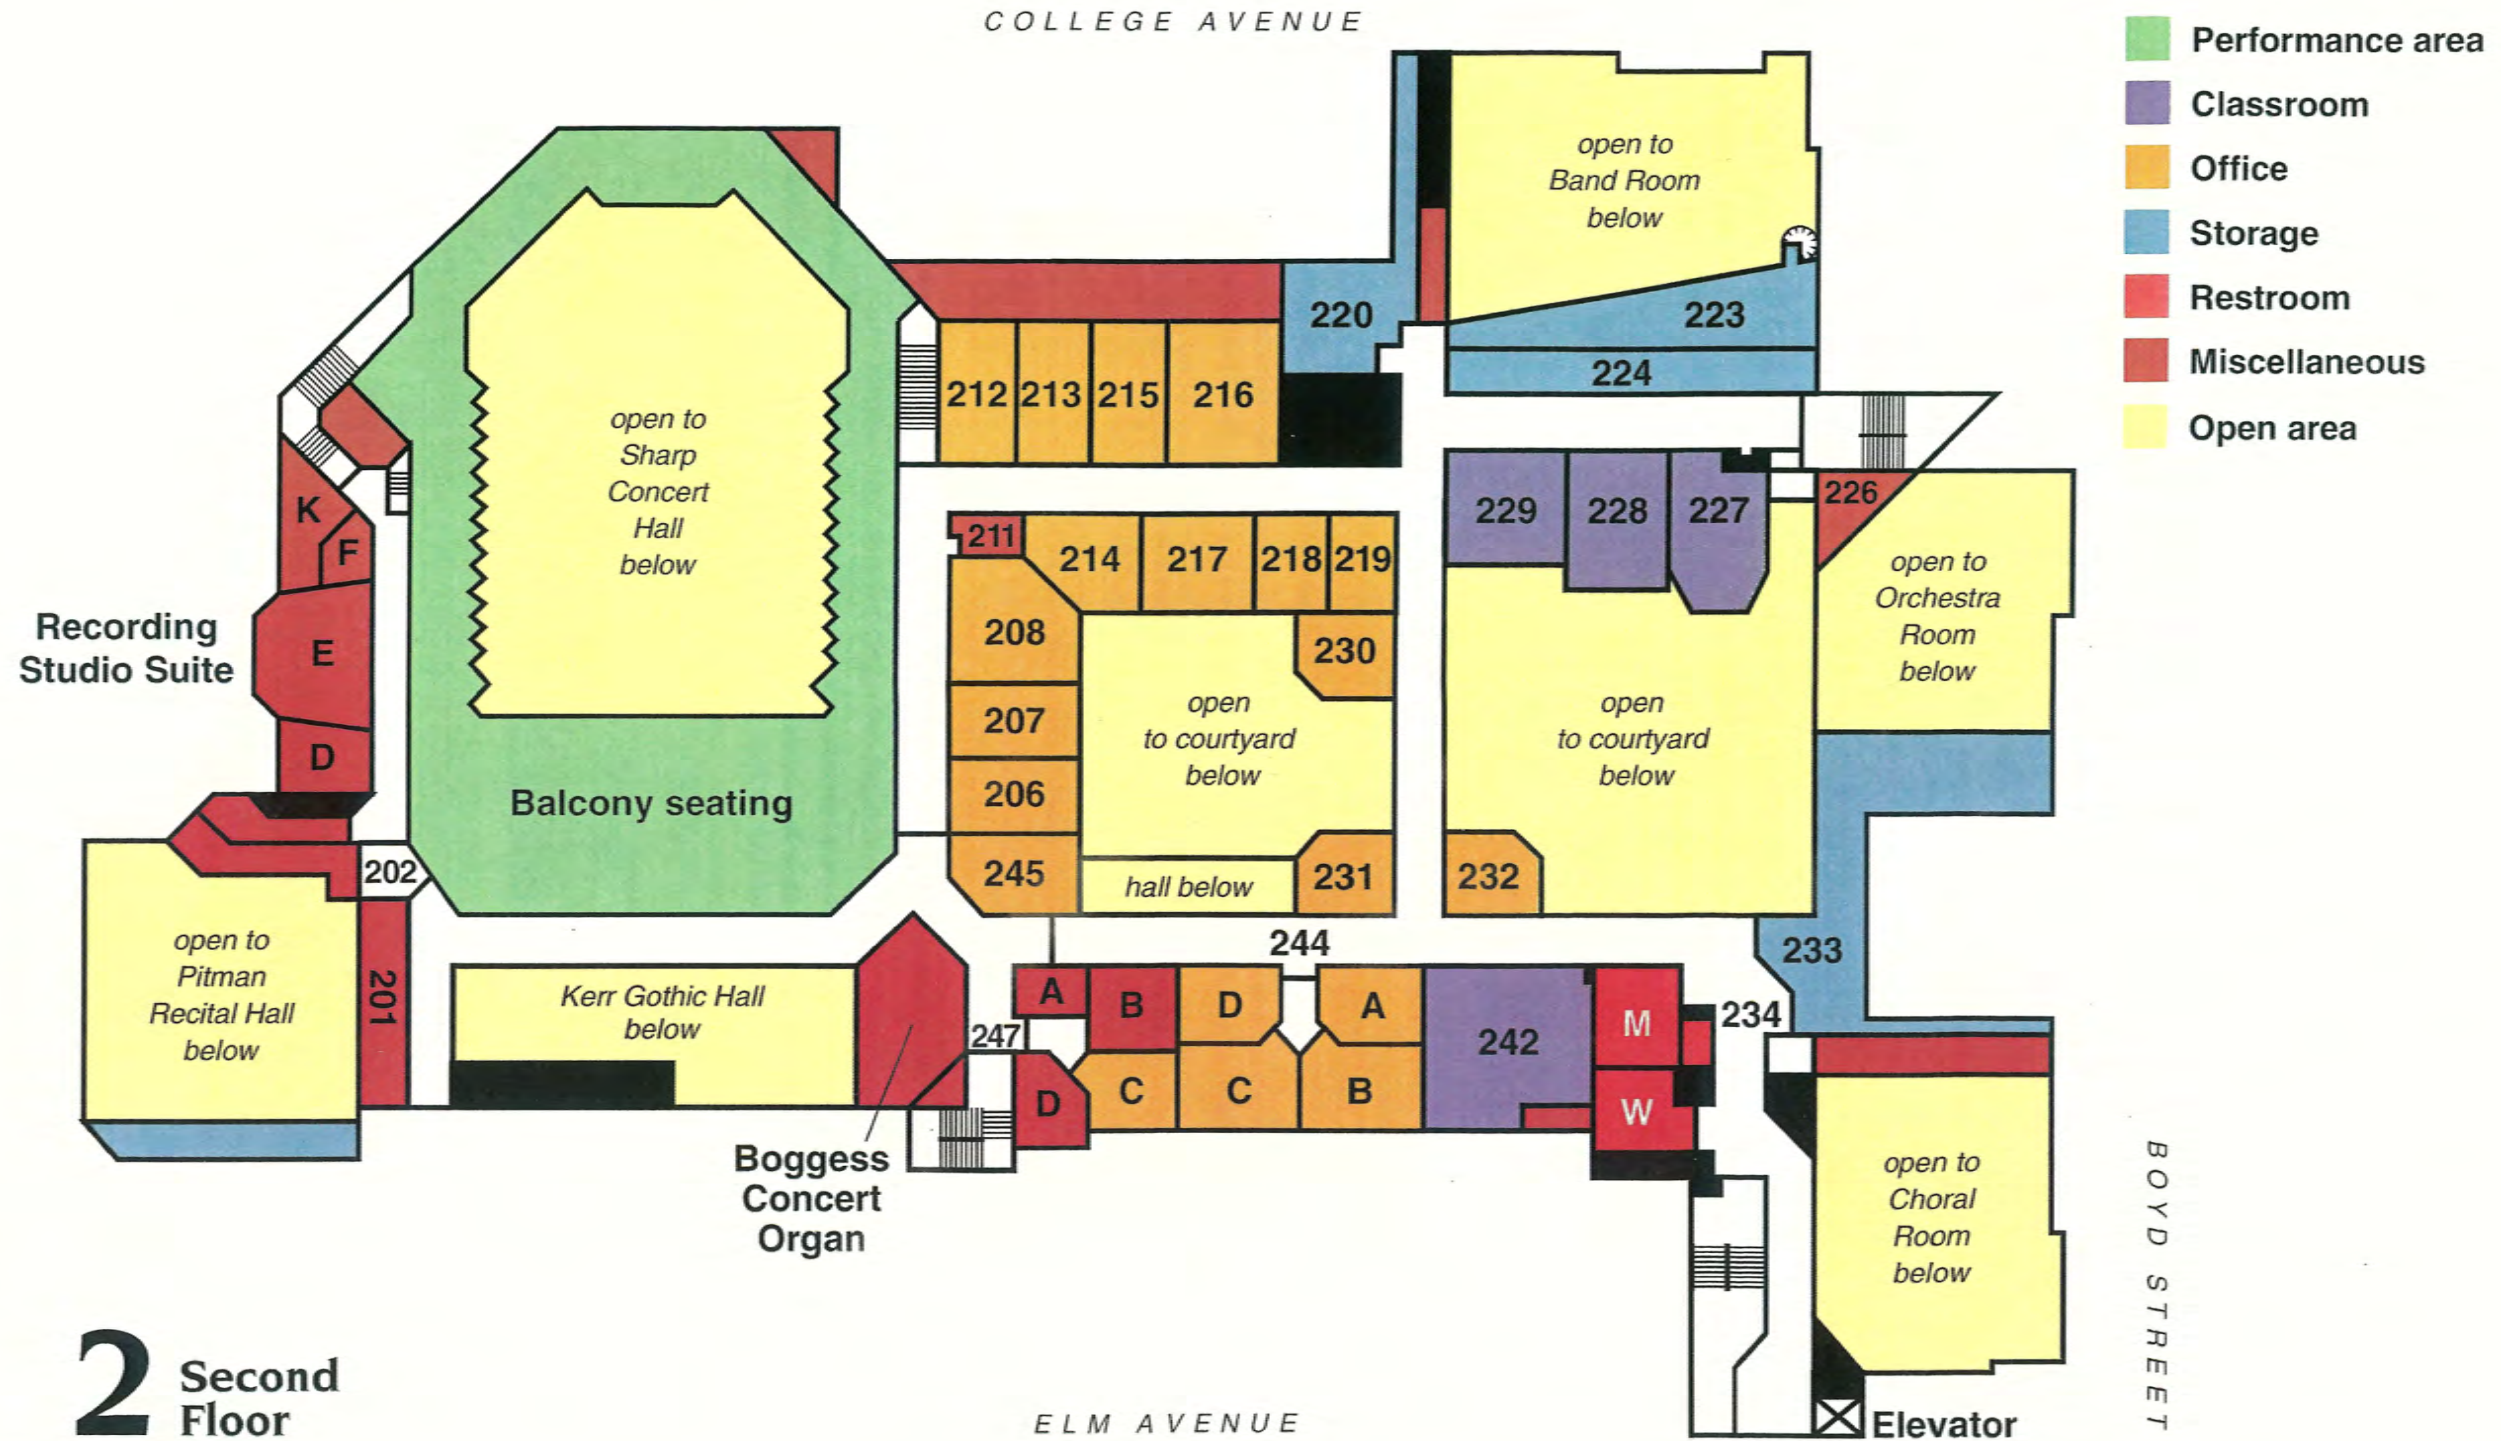 COLLEGE AVENUE
Performance area
Classroom
Office
Storage
Restroom
Miscellaneous
Open area
open to
Band Room
below
220
223
224
212
213
215
216
open to
Sharp
Concert
Hall
below
229
228
227
226
K
F
E
D
Recording
Studio Suite
211
214
217
218
219
208
230
207
206
245
open
to courtyard
below
hall below
231
open
to courtyard
below
232
open to
Orchestra
Room
below
Balcony seating
202
open to
Pitman
Recital Hall
below
201
Kerr Gothic Hall
below
Boggess
Concert
Organ
247
244
A
B
D
A
D
C
C
B
242
M
W
233
234
open to
Choral
Room
below
Elevator
BOYD STREET
ELM AVENUE
2
Second
Floor